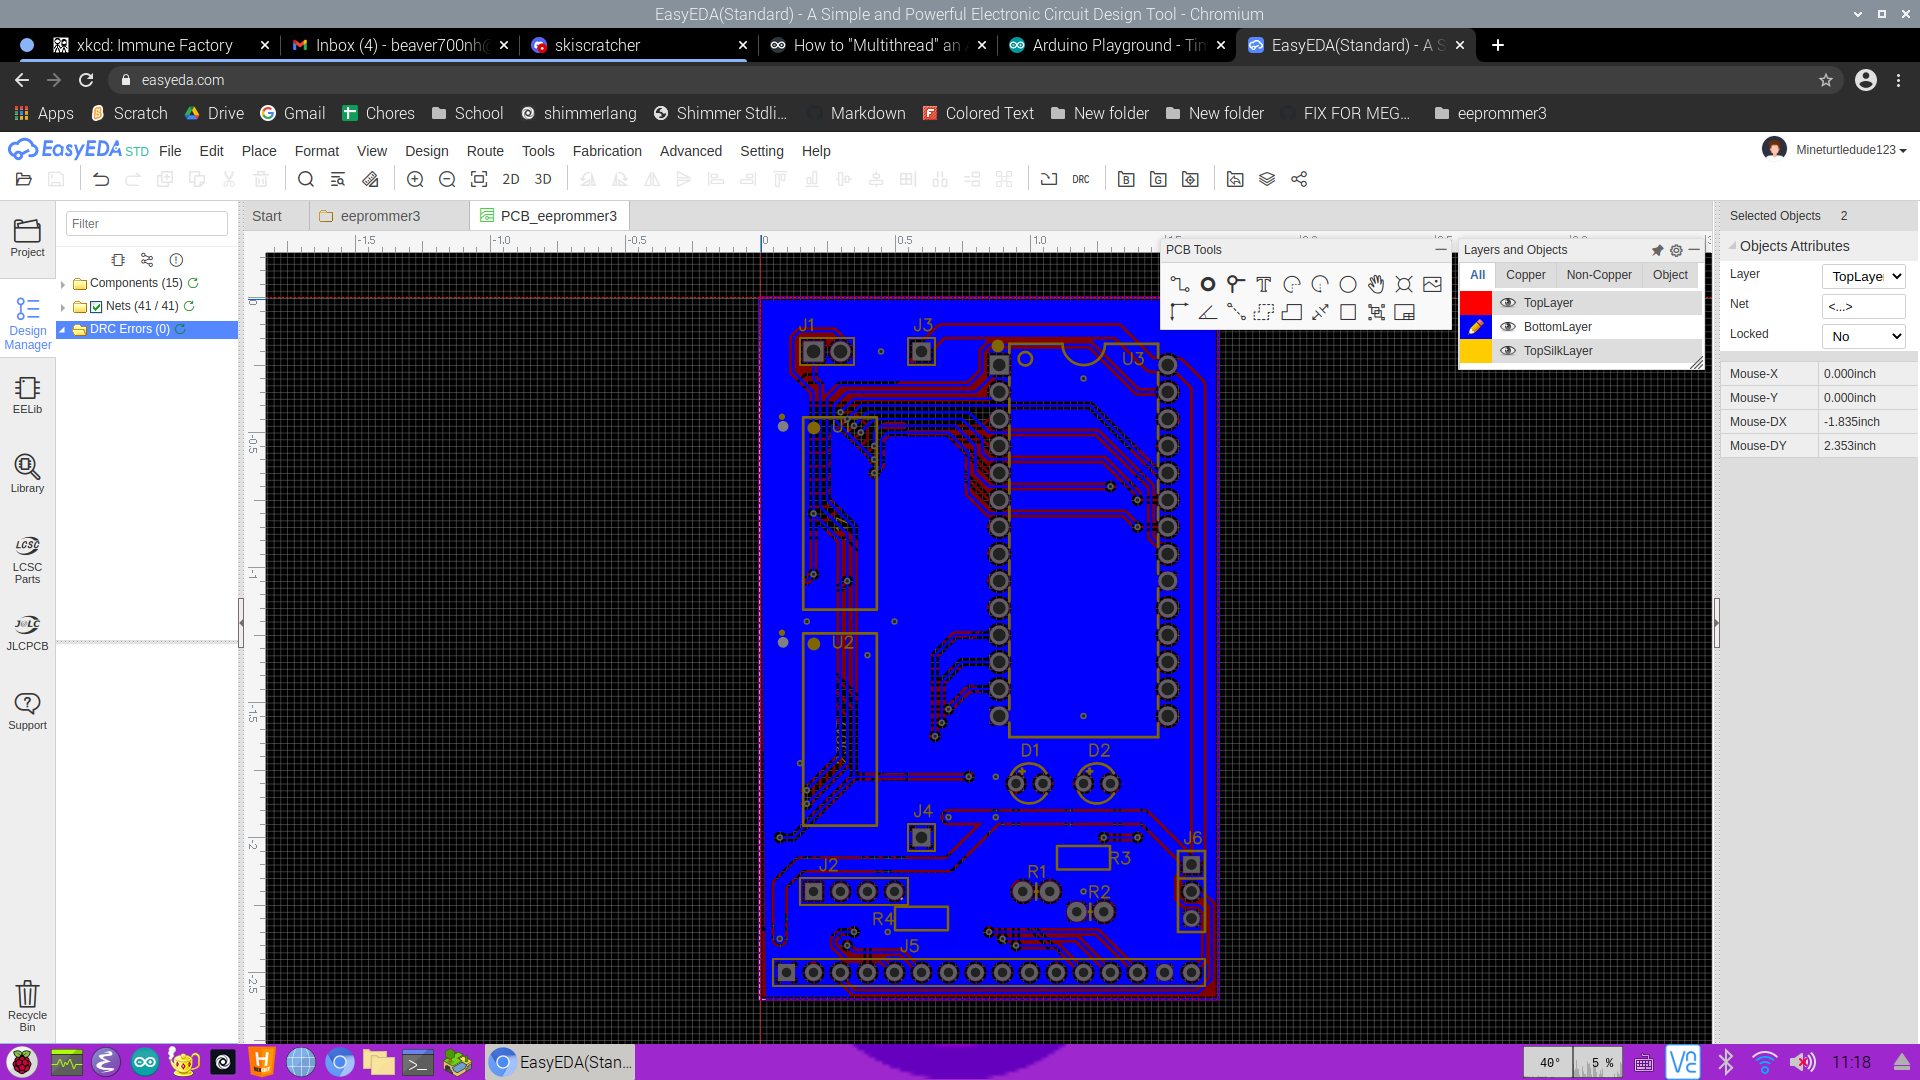 EasyEDA(Standard) - A Simple and Powerful Electronic Circuit Design Tool - Chromium
xkcd: Immune Factory
Inbox (4) - beaver700nh@
skiscratcher
How to "Multithread" an
Arduino Playground - Tim
EasyEDA(Standard) - A S
easyeda.com
Apps
Scratch
Drive
Gmail
Chores
School
shimmerlang
Shimmer Stdli...
Markdown
Colored Text
New folder
New folder
FIX FOR MEG...
eeprommer3
EasyEDA STD
File
Edit
Place
Format
View
Design
Route
Tools
Fabrication
Advanced
Setting
Help
Mineturtledude123
2D
3D
DRC
Project
Design
Manager
EELib
Library
LCSC
LCSC
Parts
J@LC
JLCPCB
Support
Recycle
Bin
Filter
Components (15)
Nets (41 / 41)
DRC Errors (0)
Start
eeprommer3
PCB_eeprommer3
-1.5
-1.0
-0.5
0
0.5
1.0
0
-0.5
-1
-1.5
-2
-2.5
PCB Tools
Layers and Objects
All
Copper
Non-Copper
Object
TopLayer
BottomLayer
TopSilkLayer
Selected Objects 2
Objects Attributes
Layer TopLayer
Net <...>
Locked No
Mouse-X 0.000inch
Mouse-Y 0.000inch
Mouse-DX -1.835inch
Mouse-DY 2.353inch
J1
J3
U3
U1
U2
D1
D2
J4
J6
R3
J2
R1
R2
R4
J5
EasyEDA(Stan...
40°
5 %
11:18